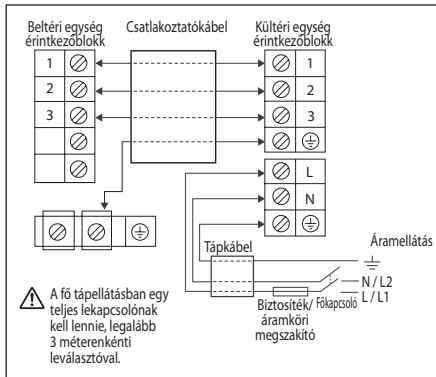 Beltéri egység
érintkezőblokk
Csatlakoztatókábel
Kültéri egység
érintkezőblokk
1
2
3
1
2
3
L
N
Tápkábel
Áramellátás
N / L2
L / L1
Biztosíték/
áramköri
megszakító
Főkapcsoló
A fő tápellátásban egy
teljes lekapcsolónak
kell lennie, legalább
3 méterenkénti
leválasztóval.